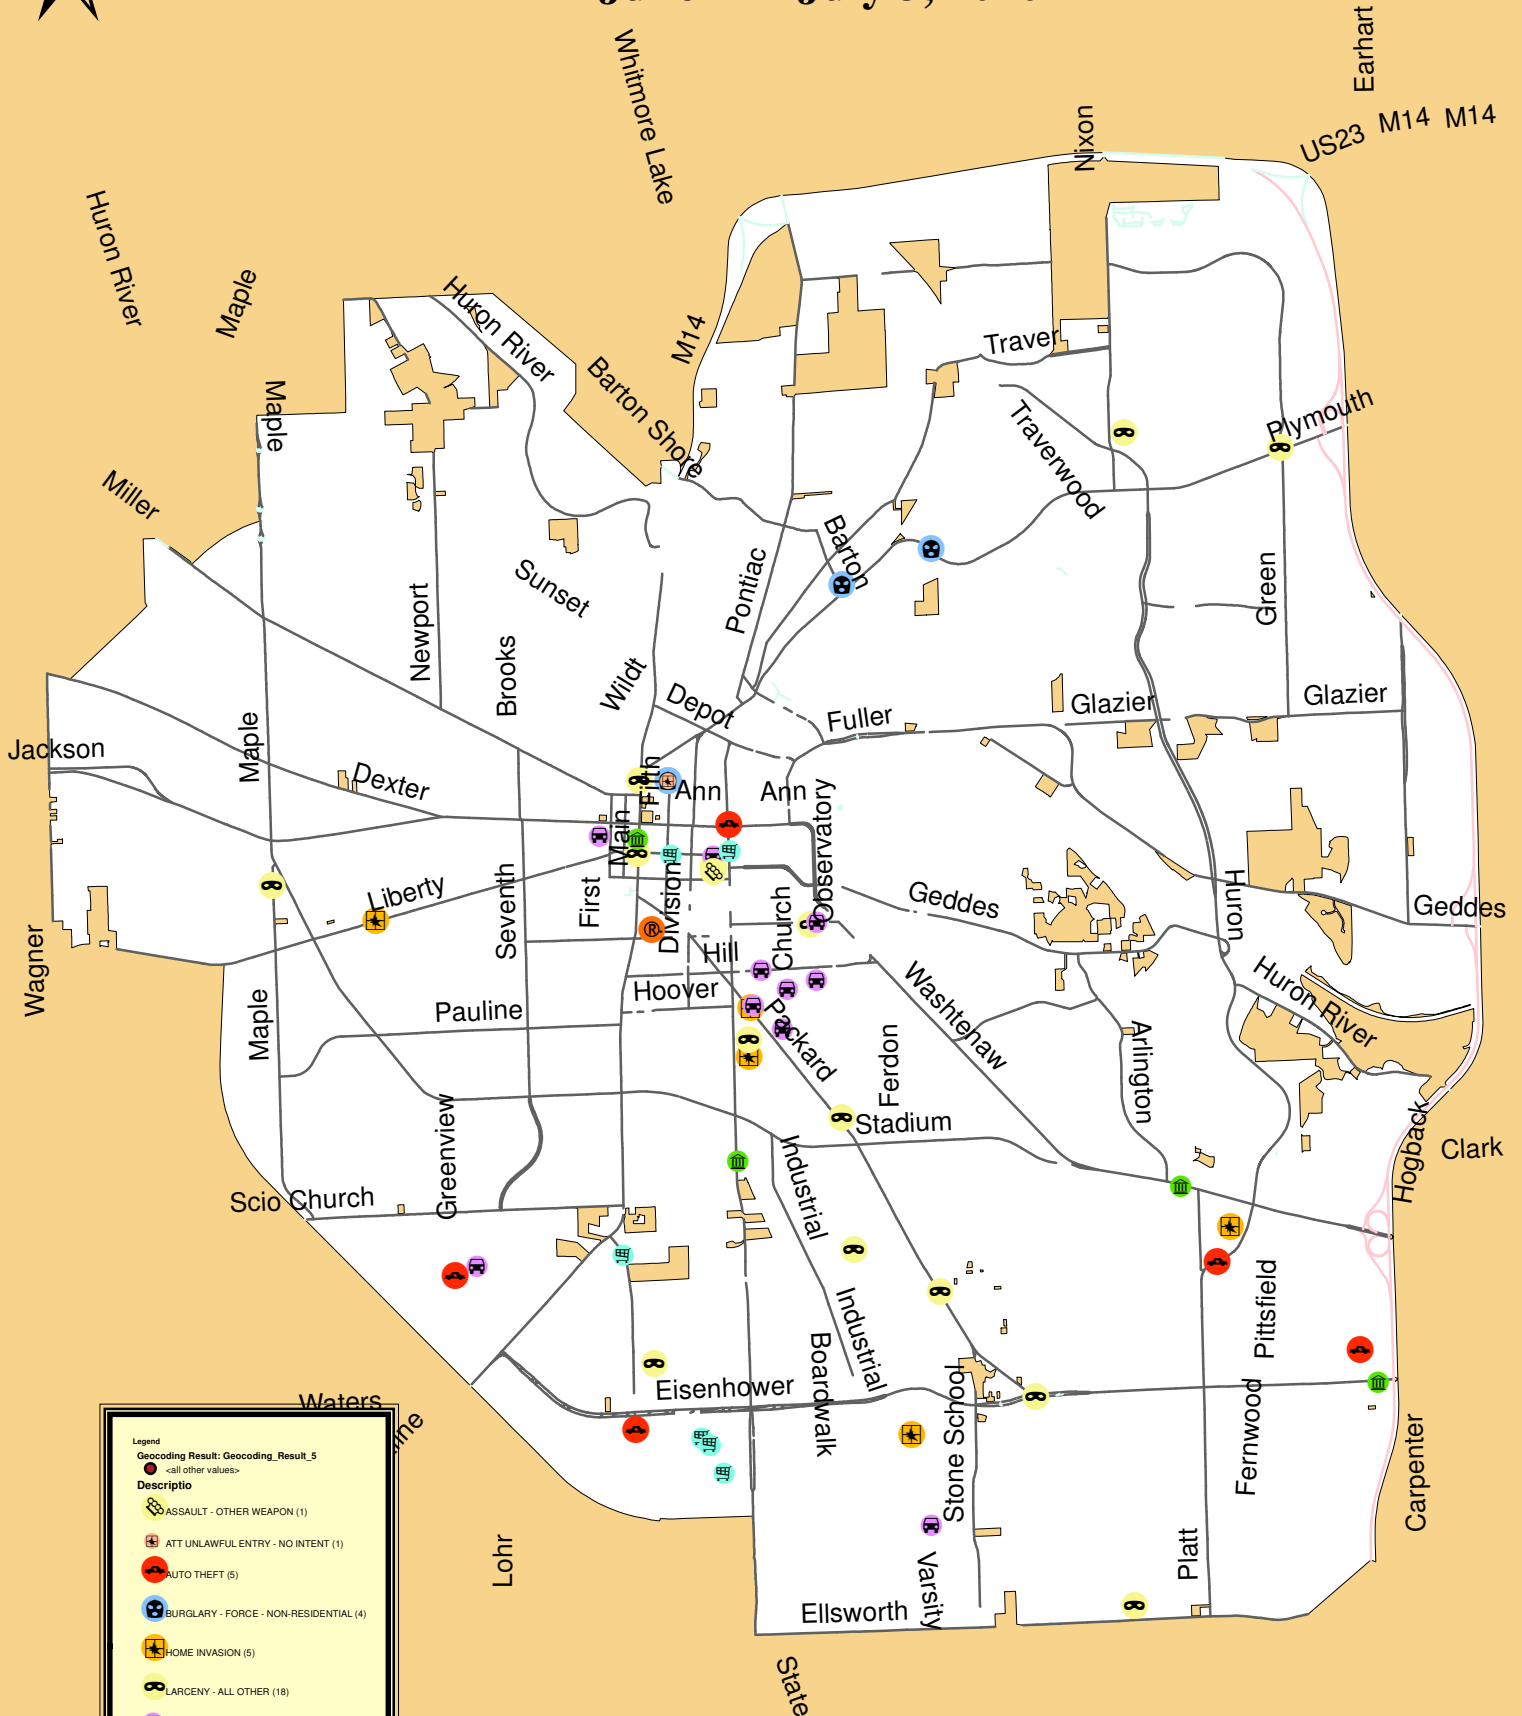 Earhart
Whitmore Lake
Nixon
US23
M14
M14
Huron River
Maple
Huron River
M14
Traver
Barton Shore
Maple
Plymouth
Traverwood
Miller
Barton
Sunset
Pontiac
Newport
Green
Brooks
Wildt
Depot
Fuller
Glazier
Glazier
Jackson
Maple
Dexter
Fifth
Ann
Ann
Observatory
Main
Liberty
First
Seventh
Division
Church
Geddes
Huron
Geddes
Wagner
Hill
Hoover
Packard
Washtenaw
Huron River
Maple
Pauline
Ferdon
Arlington
Stadium
Greenview
Industrial
Hogback
Clark
Scio Church
Industrial
Pittsfield
Boardwalk
Eisenhower
Stone School
Fernwood
Carpenter
Waters
Lohr
Varsity
Platt
Ellsworth
State
Legend
Geocoding Result: Geocoding_Result_5
<all other values>
Descriptio
ASSAULT - OTHER WEAPON (1)
ATT UNLAWFUL ENTRY - NO INTENT (1)
AUTO THEFT (5)
BURGLARY - FORCE - NON-RESIDENTIAL (4)
HOME INVASION (5)
LARCENY - ALL OTHER (18)